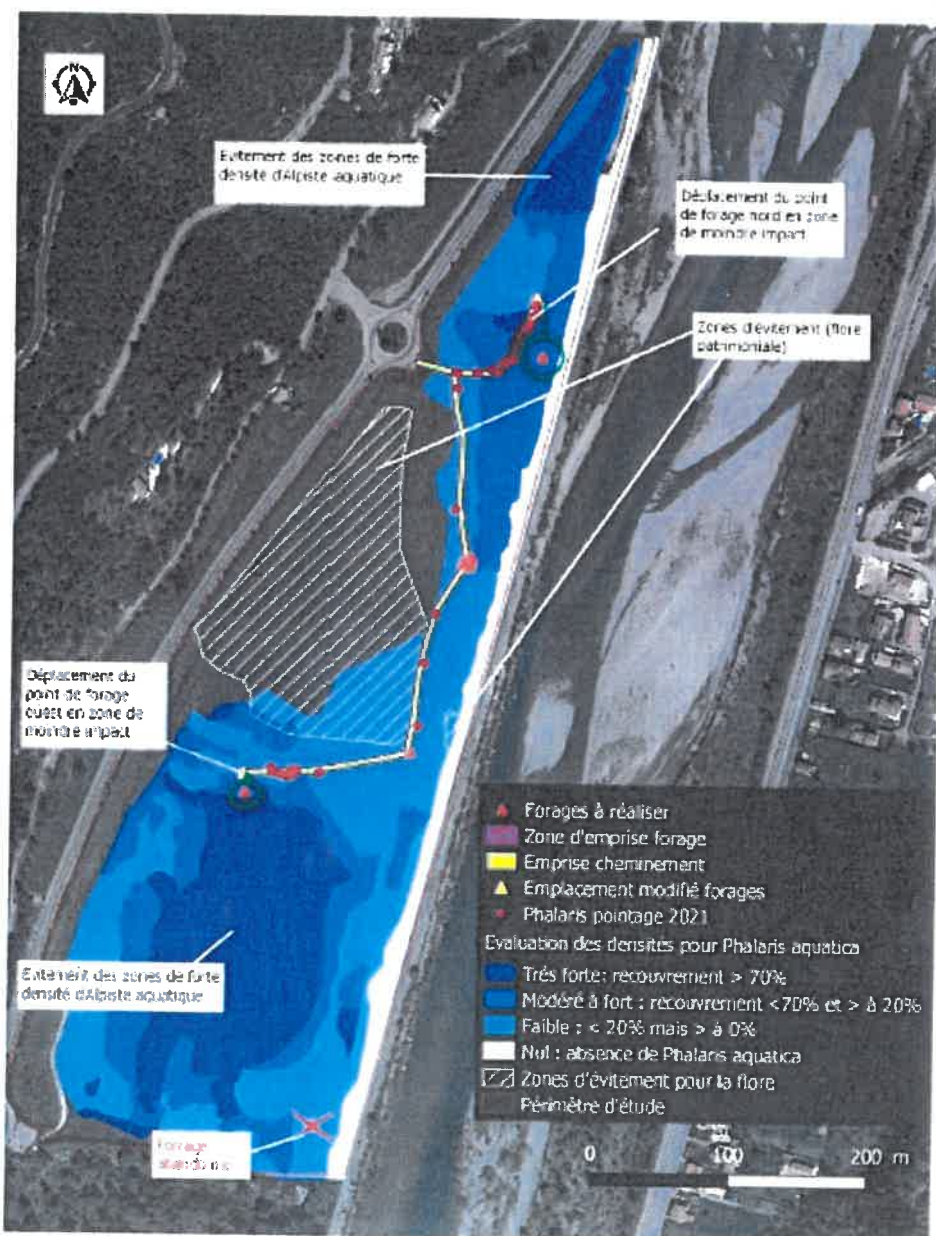 N
Evitement des zones de forte
densité d'Alpiste aquatique
Déplacement du point
de forage nord en zone
de moindre impact
Zones d'évitement (flore
patrimoniale)
Déplacement du
point de forage
ouest en zone de
moindre impact
Evitement des zones de forte
densité d'Alpiste aquatique
Forage
Forages à réaliser
Zone d'emprise forage
Emprise cheminement
Emplacement modifié forages
Phalaris pointage 2021
Evaluation des densites pour Phalaris aquatica
Trés forte: recouvrement > 70%
Modéré à fort : recouvrement <70% et > à 20%
Faible : < 20% mais > à 0%
Nul : absence de Phalaris aquatica
Zones d'évitement pour la flore
Périmètre d'étude
0 100 200 m